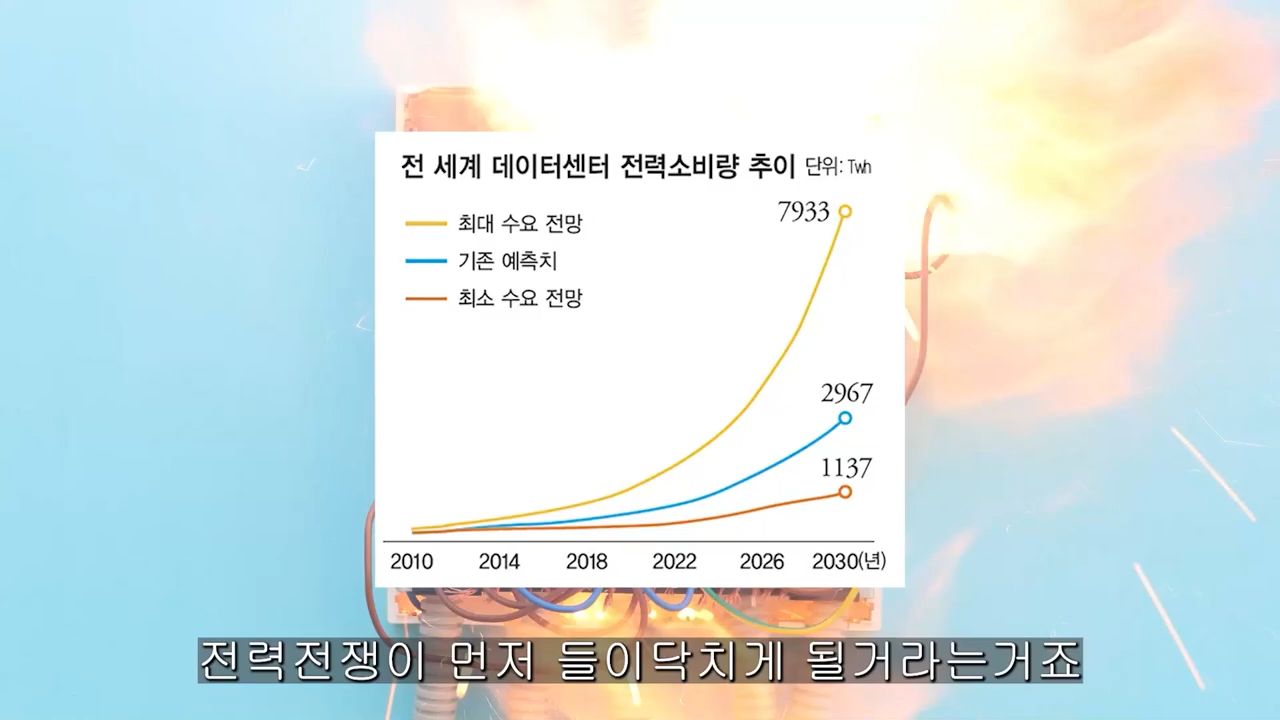 전 세계 데이터센터 전력소비량 추이 단위: Twh
최대 수요 전망
기존 예측치
최소 수요 전망
7933
2967
1137
2010 2014 2018 2022 2026 2030(년)
전력전쟁이 먼저 들이닥치게 될거라는거죠